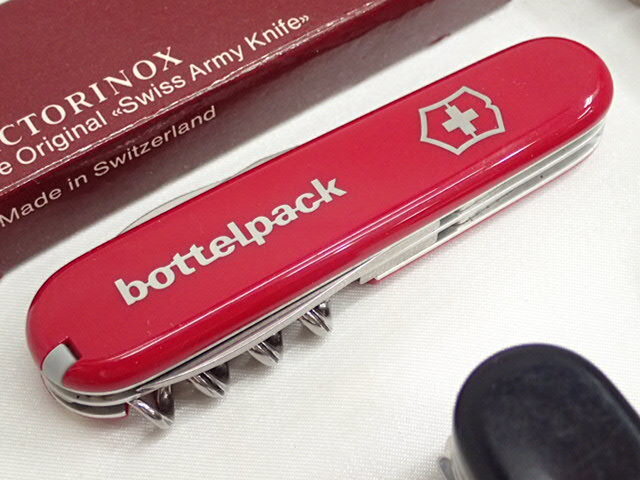 CTORINOX
e Original «Swiss Army Knife»
Made in Switzerland
bottelpack